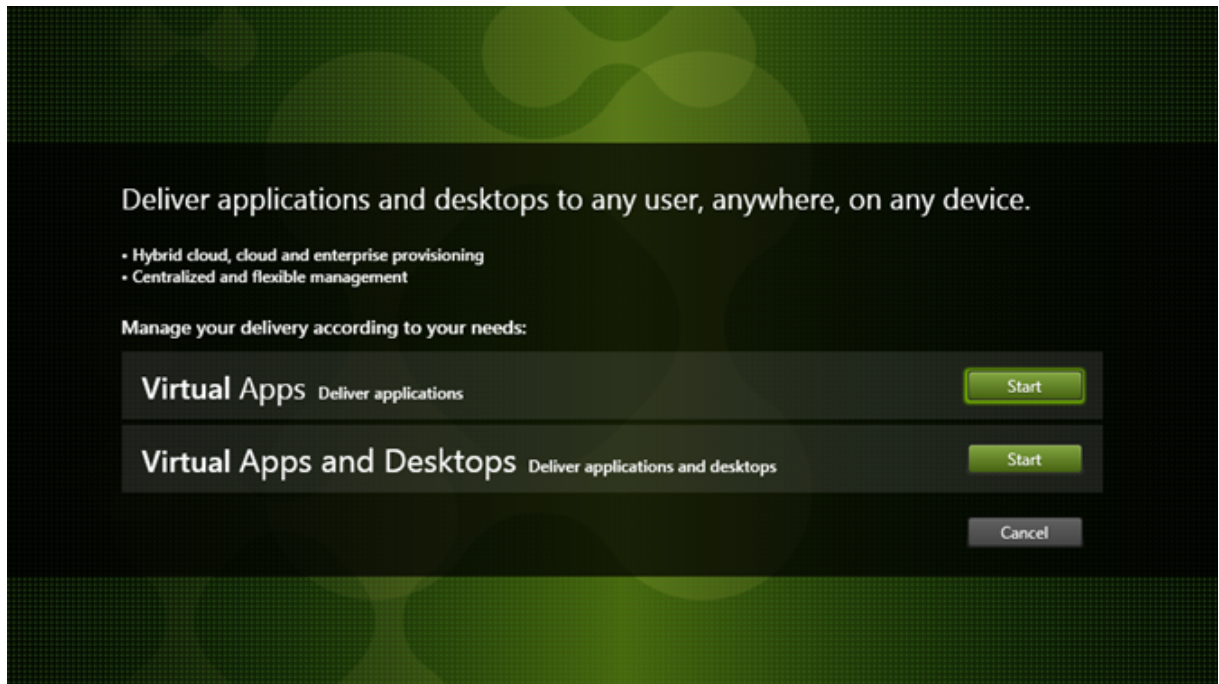 Deliver applications and desktops to any user, anywhere, on any device.
▪ Hybrid cloud, cloud and enterprise provisioning
▪ Centralized and flexible management
Manage your delivery according to your needs:
Virtual Apps Deliver applications Start
Virtual Apps and Desktops Deliver applications and desktops Start
Cancel